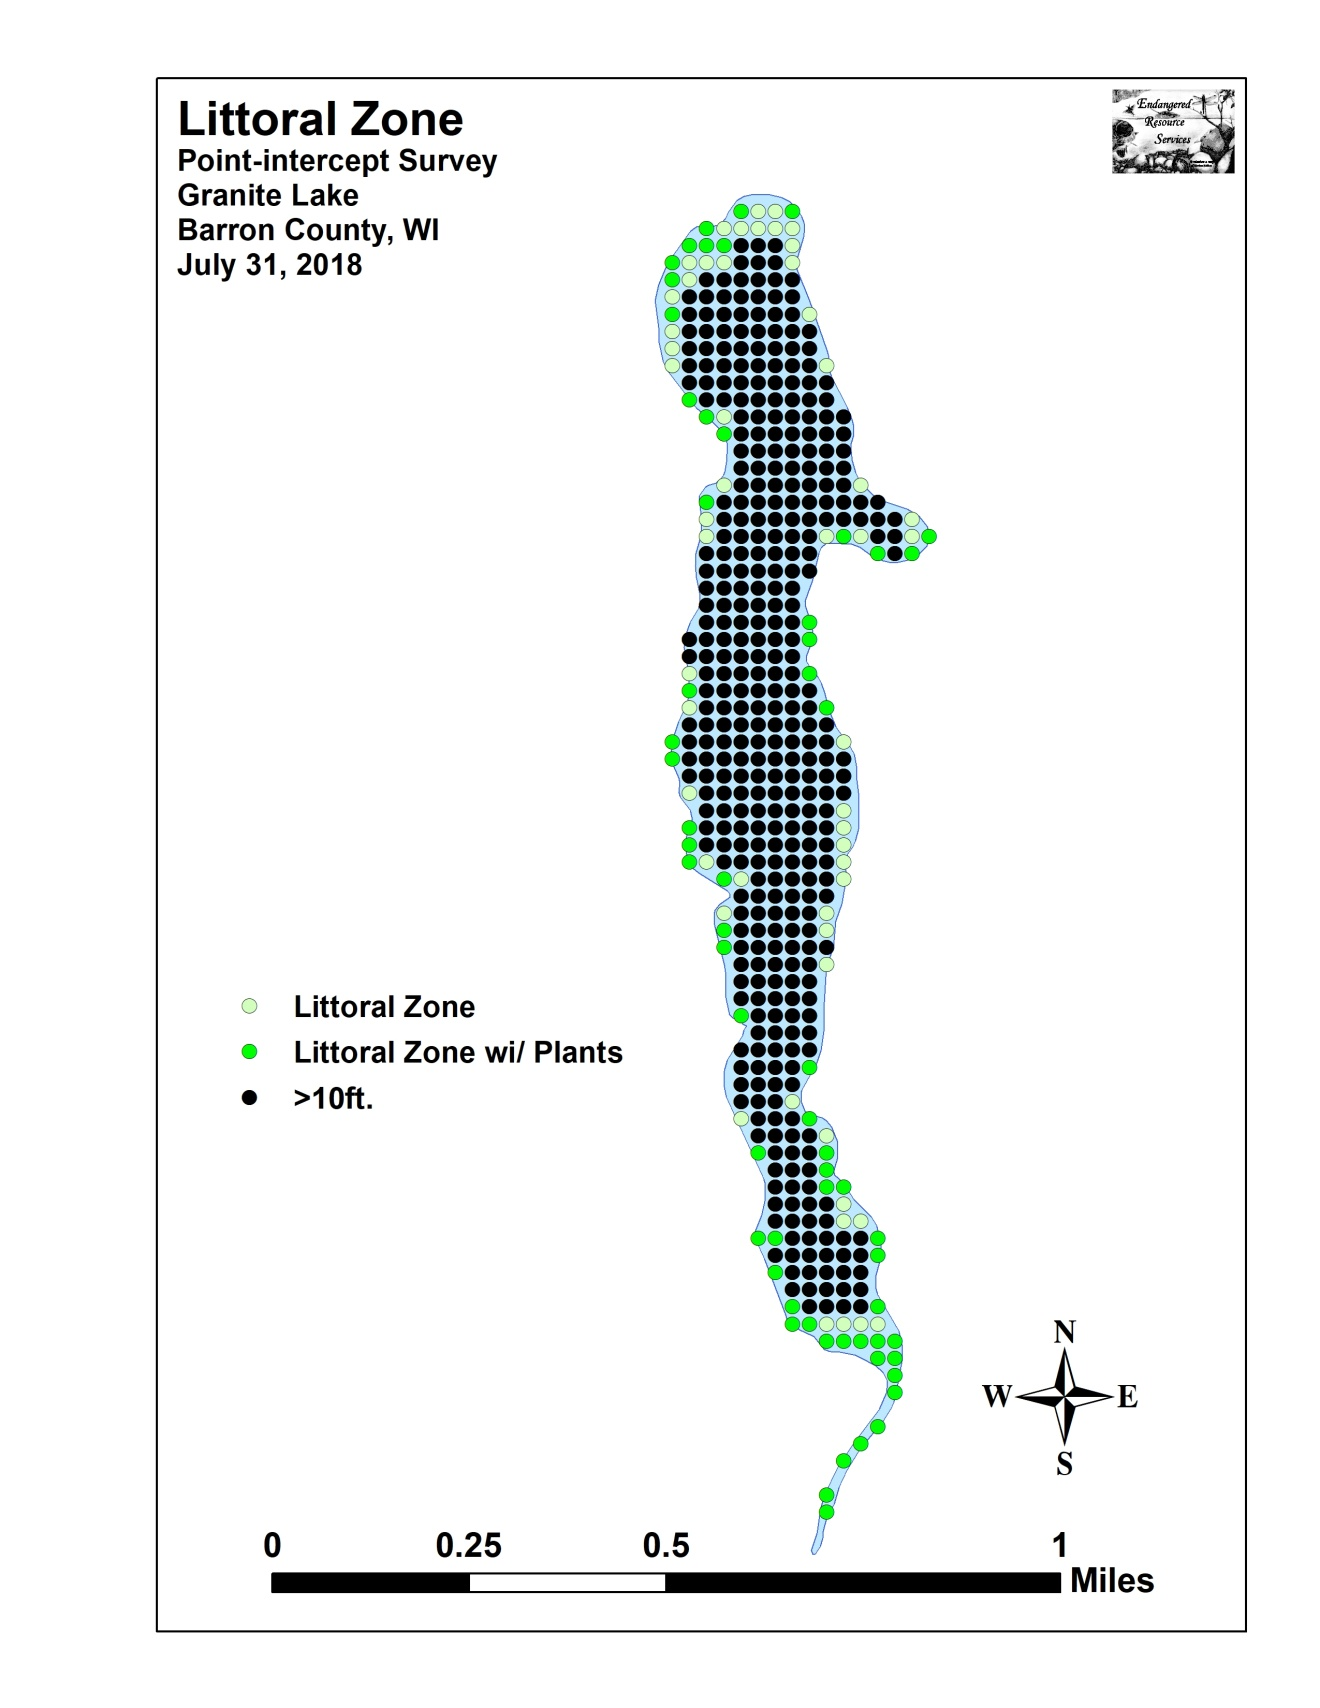 Littoral Zone
Point-intercept Survey
Granite Lake
Barron County, WI
July 31, 2018
Endangered
Resource
Services
Littoral Zone
Littoral Zone wi/ Plants
>10ft.
N
W E
S
0 0.25 0.5 1
Miles